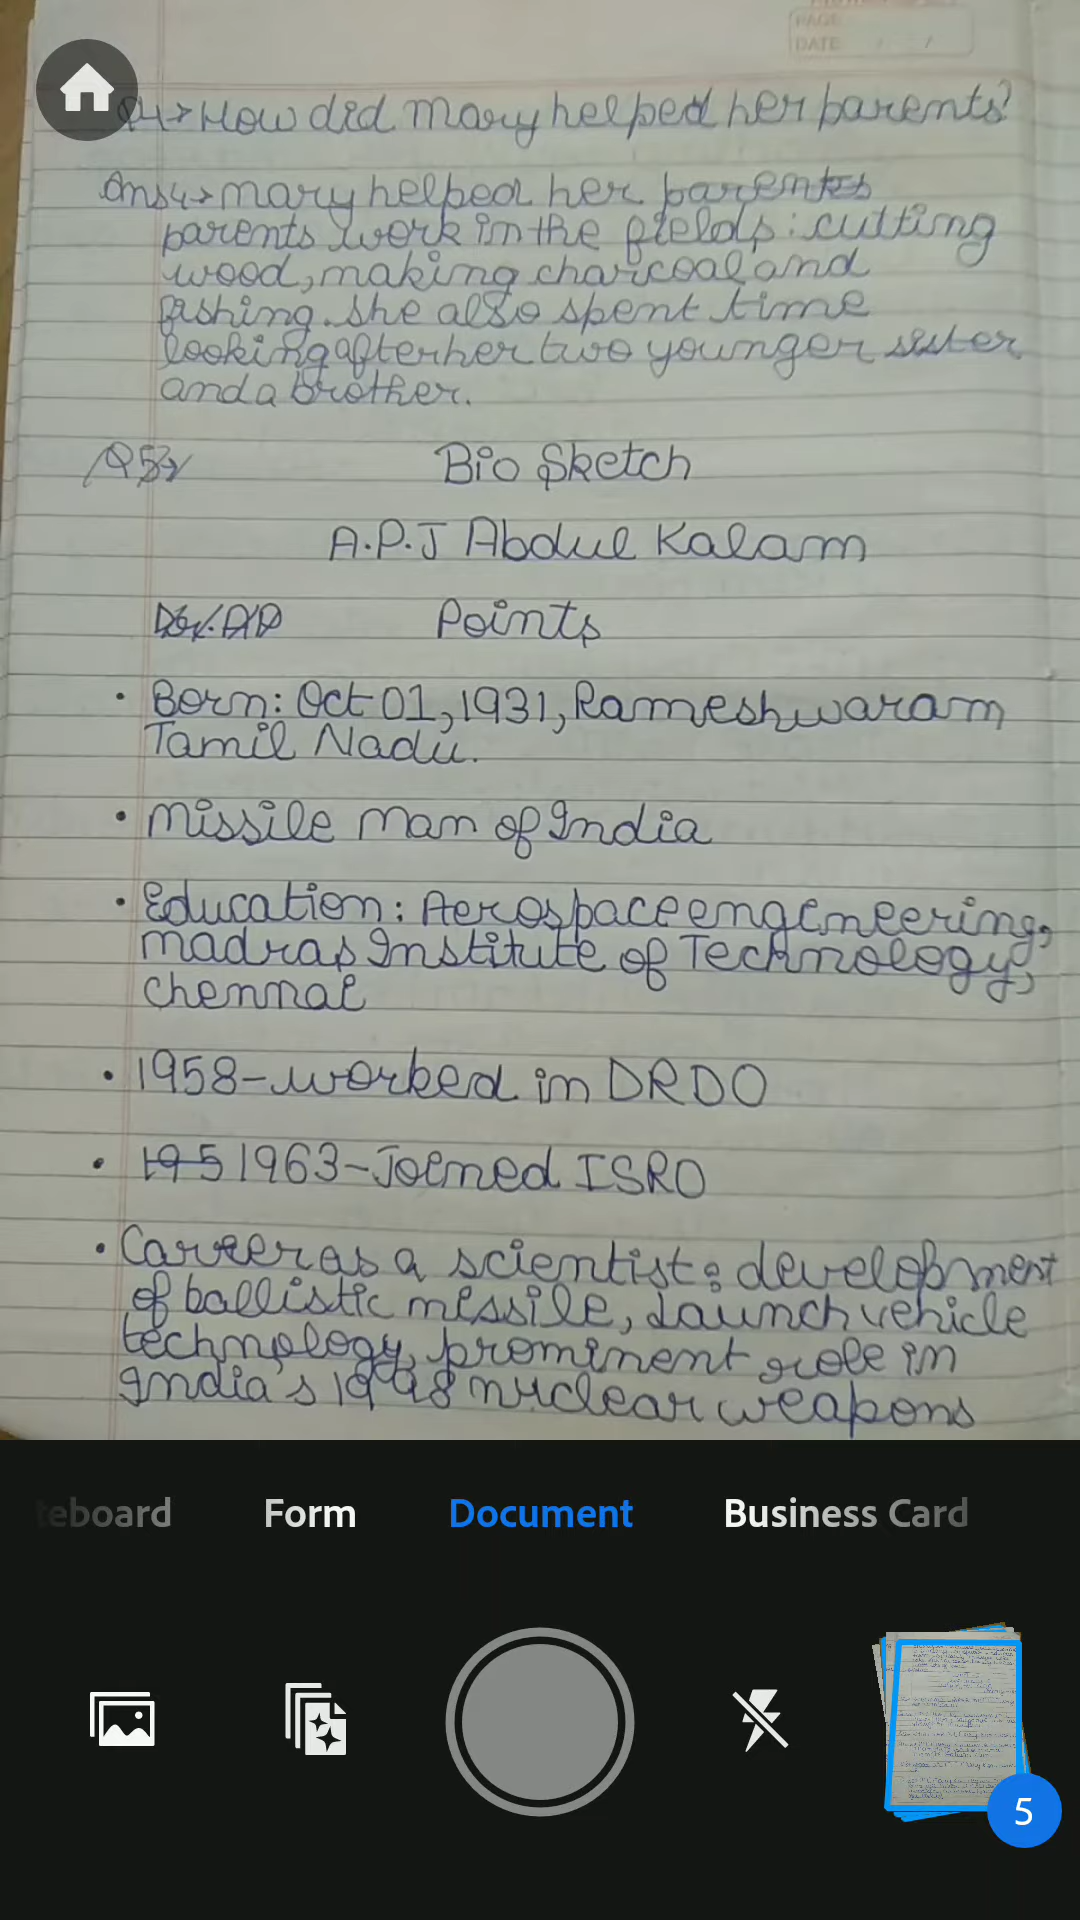 PAGE
DATE / /
Q4→How did Mary helped her parents?
Ans4→mary helped her parents
parents work in the fields: cutting
wood, making charcoal and
fishing. She also spent time
looking after her two younger sister
and a brother.
Q5→ Bio Sketch
A.P.J Abdul Kalam
Points
• Born: Oct 01, 1931, Rameshwaram
Tamil Nadu.
• Missile Man of India
• Education: Aerospace engineering,
madras Institute of Technology,
chennai
• 1958-worked in DRDO
• 195 1963-Joined ISRO
• Carreer as a scientist: development
of ballistic missile, Launch vehicle
technology, prominent role in
India's nuclear weapons
teboard Form Document Business Card
5